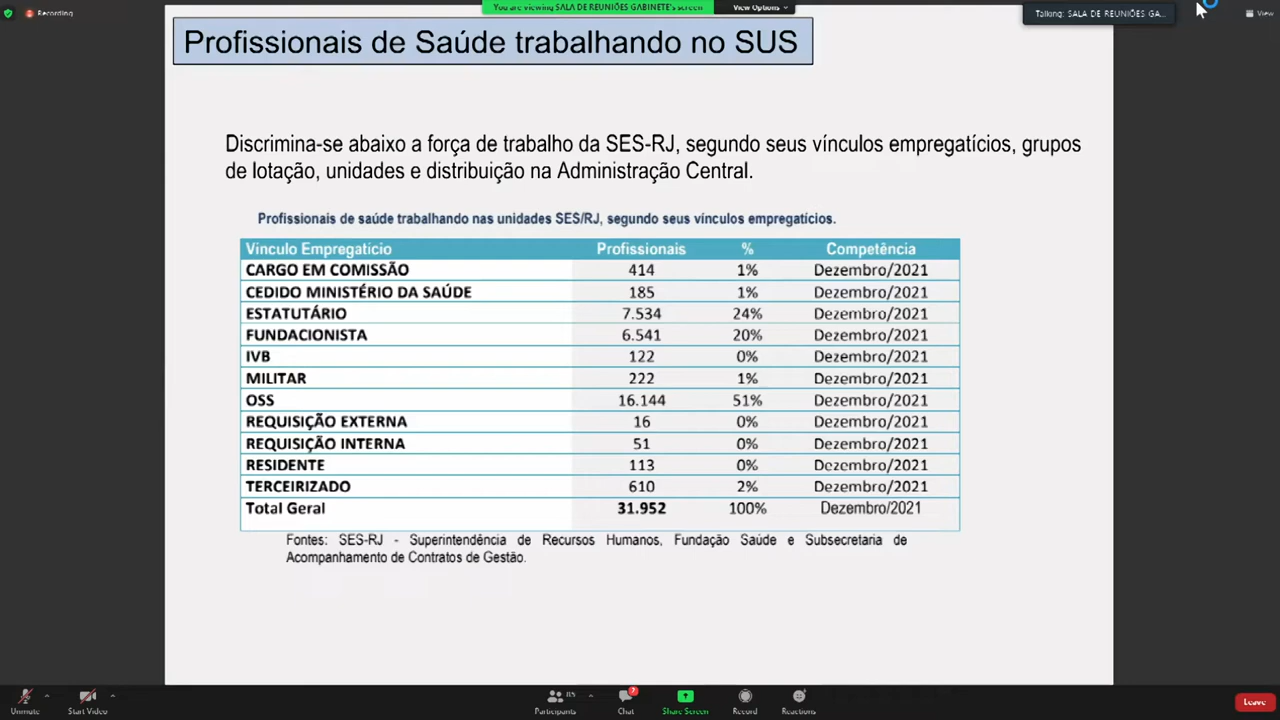 Recording
You are viewing SALA DE REUNIÕES GABINETE's screen
View Options
Talking: SALA DE REUNIÕES GA...
View
Profissionais de Saúde trabalhando no SUS
Discrimina-se abaixo a força de trabalho da SES-RJ, segundo seus vínculos empregatícios, grupos
de lotação, unidades e distribuição na Administração Central.
Profissionais de saúde trabalhando nas unidades SES/RJ, segundo seus vínculos empregatícios.
Vinculo Empregatício Profissionais % Competência
CARGO EM COMISSÃO 414 1% Dezembro/2021
CEDIDO MINISTÉRIO DA SAÚDE 185 1% Dezembro/2021
ESTATUTÁRIO 7.534 24% Dezembro/2021
FUNDACIONISTA 6.541 20% Dezembro/2021
IVB 122 0% Dezembro/2021
MILITAR 222 1% Dezembro/2021
OSS 16.144 51% Dezembro/2021
REQUISIÇÃO EXTERNA 16 0% Dezembro/2021
REQUISIÇÃO INTERNA 51 0% Dezembro/2021
RESIDENTE 113 0% Dezembro/2021
TERCEIRIZADO 610 2% Dezembro/2021
Total Geral 31.952 100% Dezembro/2021
Fontes: SES-RJ - Superintendência de Recursos Humanos, Fundação Saúde e Subsecretaria de
Acompanhamento de Contratos de Gestão.
Unmute
Start Video
Participants
Chat 7
Share Screen
Record
Reactions
Leave